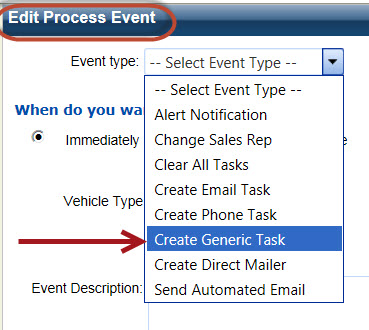 Edit Process Event
Event type: -- Select Event Type --
-- Select Event Type --
Alert Notification
When do you wa
Change Sales Rep
Immediately
Clear All Tasks
Create Email Task
Vehicle Type
Create Phone Task
Create Generic Task
Create Direct Mailer
Event Description:
Send Automated Email